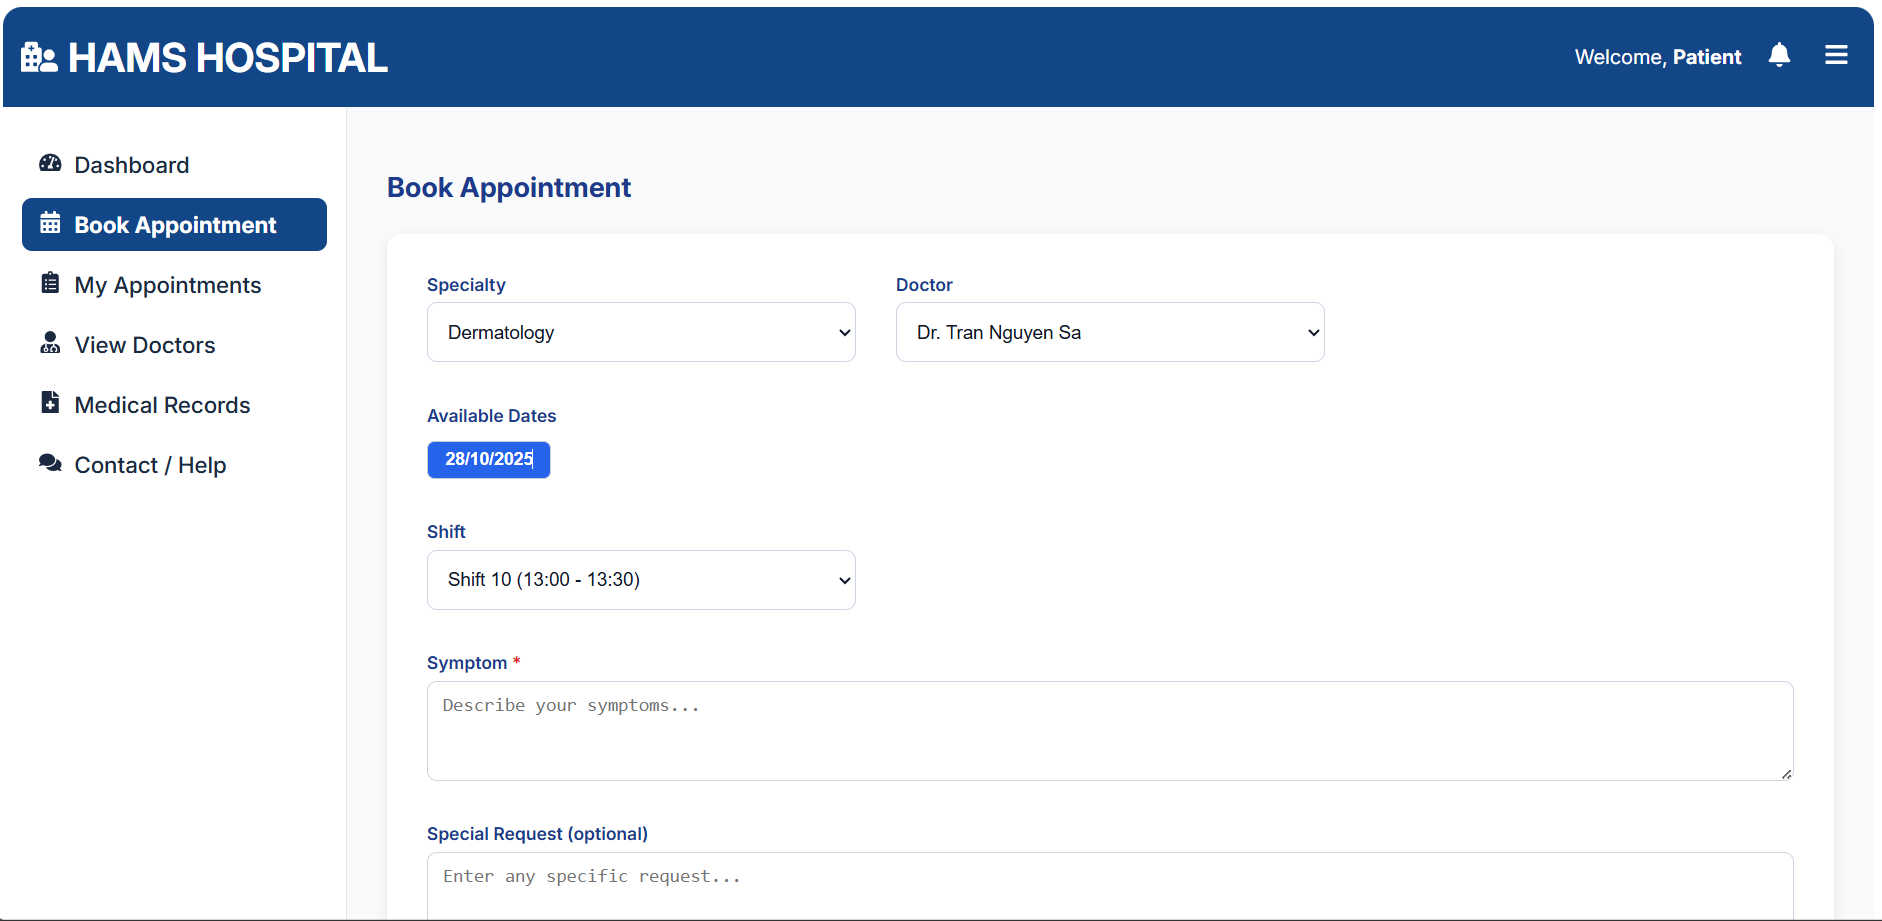 HAMS HOSPITAL
Welcome, Patient
Dashboard
Book Appointment
My Appointments
View Doctors
Medical Records
Contact / Help
Book Appointment
Specialty
Dermatology
Doctor
Dr. Tran Nguyen Sa
Available Dates
28/10/2025
Shift
Shift 10 (13:00 - 13:30)
Symptom *
Describe your symptoms...
Special Request (optional)
Enter any specific request...